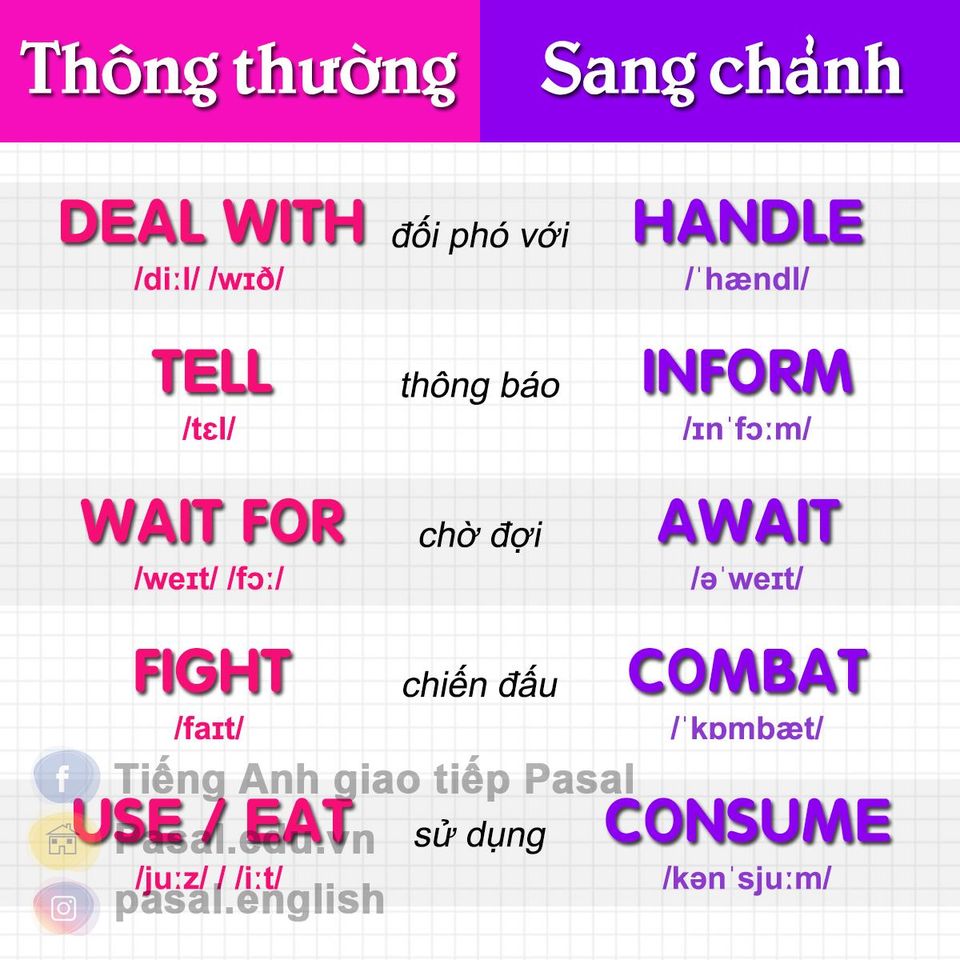 Thông thường Sang chảnh
DEAL WITH đối phó với HANDLE
/diːl/ /wɪð/ /ˈhændl/
TELL thông báo INFORM
/tɛl/ /ɪnˈfɔːm/
WAIT FOR chờ đợi AWAIT
/weɪt/ /fɔː/ /əˈweɪt/
FIGHT chiến đấu COMBAT
/faɪt/ /ˈkɒmbæt/
Tiếng Anh giao tiếp Pasal
USE / EAT sử dụng CONSUME
Pasal.edu.vn
/juːz/ / /iːt/ /kənˈsjuːm/
pasal.english